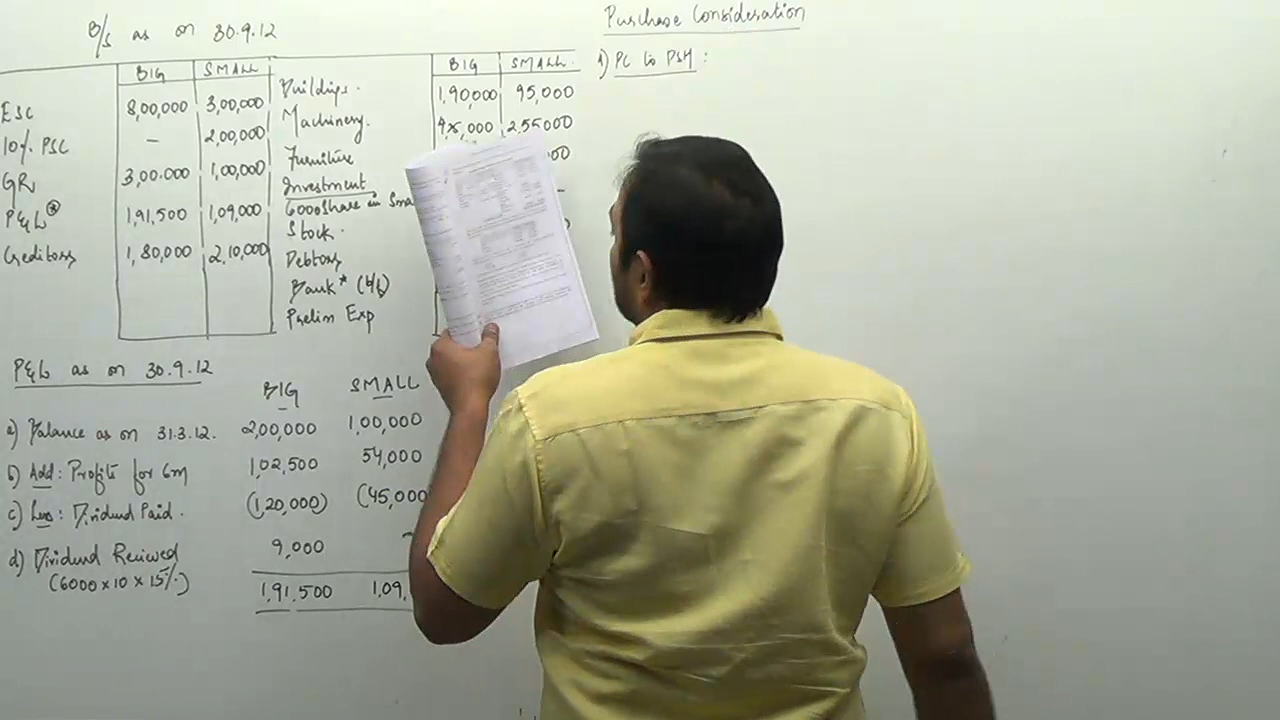 B/S as on 30.9.12
BIG SMALL BIG SMALL
ESC 8,00,000 3,00,000 Buildings. 1,90,000 95,000
10% PSC - 2,00,000 Machinery. 2,55,000
GR 3,00,000 1,00,000 Furniture
Investment
P&L* 1,91,500 1,09,000 6000 Share in Sma
Stock.
Creditors 1,80,000 2,10,000 Debtors
Bank* (b/f)
Prelim Exp
P&L as on 30.9.12
BIG SMALL
a) Balance as on 31.3.12. 2,00,000 1,00,000
b) Add: Profits for 6m 1,02,500 54,000
c) Less: Dividend Paid. (1,20,000) (45,000
d) Dividend Received 9,000 -
(6000 x 10 x 15%)
1,91,500 1,09,
Purchase Consideration
1) PC to PSH :